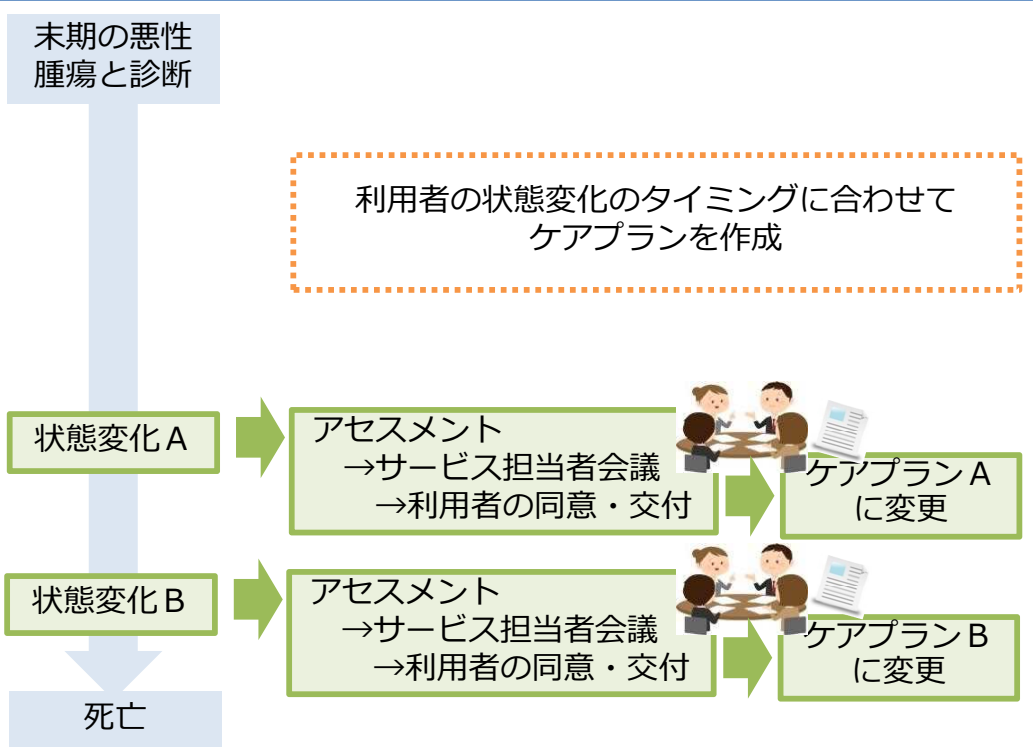 末期の悪性
腫瘍と診断
利用者の状態変化のタイミングに合わせて
ケアプランを作成
状態変化A
アセスメント
→サービス担当者会議
→利用者の同意・交付
ケアプランA
に変更
状態変化B
アセスメント
→サービス担当者会議
→利用者の同意・交付
ケアプランB
に変更
死亡